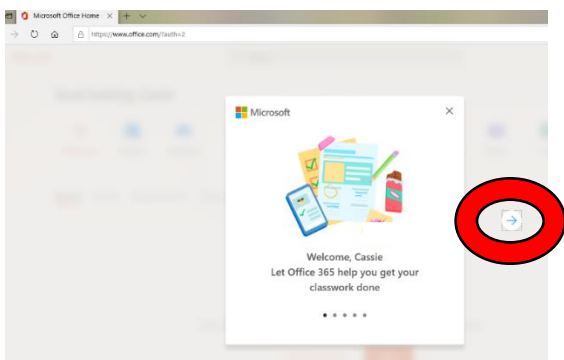 Microsoft Office Home
https://www.office.com/?auth=2
Microsoft
Welcome, Cassie
Let Office 365 help you get your
classwork done